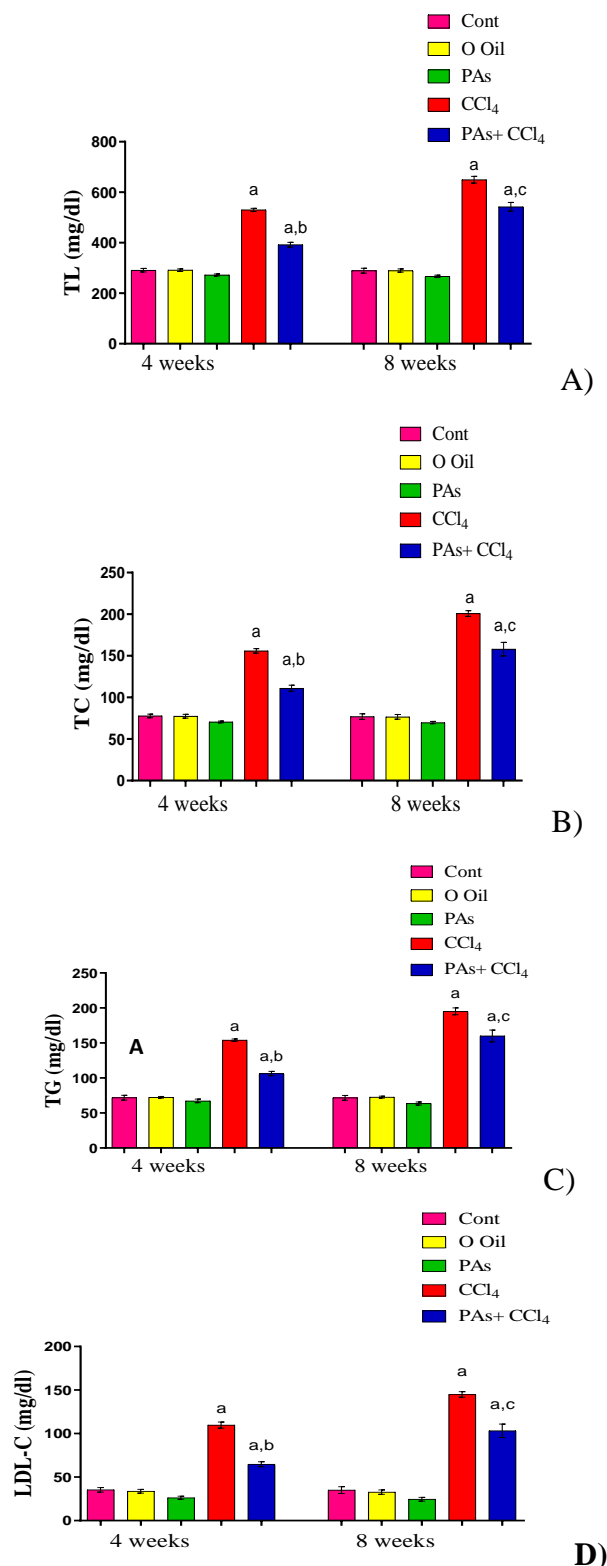 Cont
O Oil
PAs
CCl₄
PAs+ CCl₄
800
600
400
200
0
TL (mg/dl)
a
a,b
a
a,c
4 weeks
8 weeks
A)
Cont
O Oil
PAs
CCl₄
PAs+ CCl₄
250
200
150
100
50
0
TC (mg/dl)
a
a,b
a
a,c
4 weeks
8 weeks
B)
Cont
O Oil
PAs
CCl₄
PAs+ CCl₄
250
200
150
100
50
0
TG (mg/dl)
A
a
a,b
a
a,c
4 weeks
8 weeks
C)
Cont
O Oil
PAs
CCl₄
PAs+ CCl₄
200
150
100
50
0
LDL-C (mg/dl)
a
a,b
a
a,c
4 weeks
8 weeks
D)